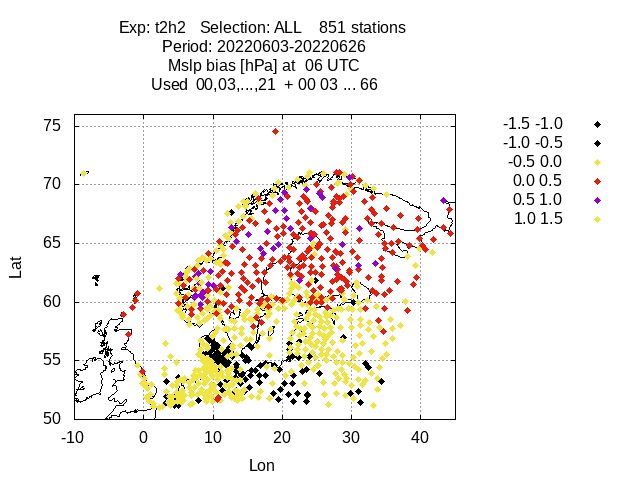 Exp: t2h2 Selection: ALL 851 stations
Period: 20220603-20220626
Mslp bias [hPa] at 06 UTC
Used 00,03,...,21 + 00 03 ... 66
-1.5 -1.0
-1.0 -0.5
-0.5 0.0
0.0 0.5
0.5 1.0
1.0 1.5
75
70
65
60
55
50
Lat
-10 0 10 20 30 40
Lon